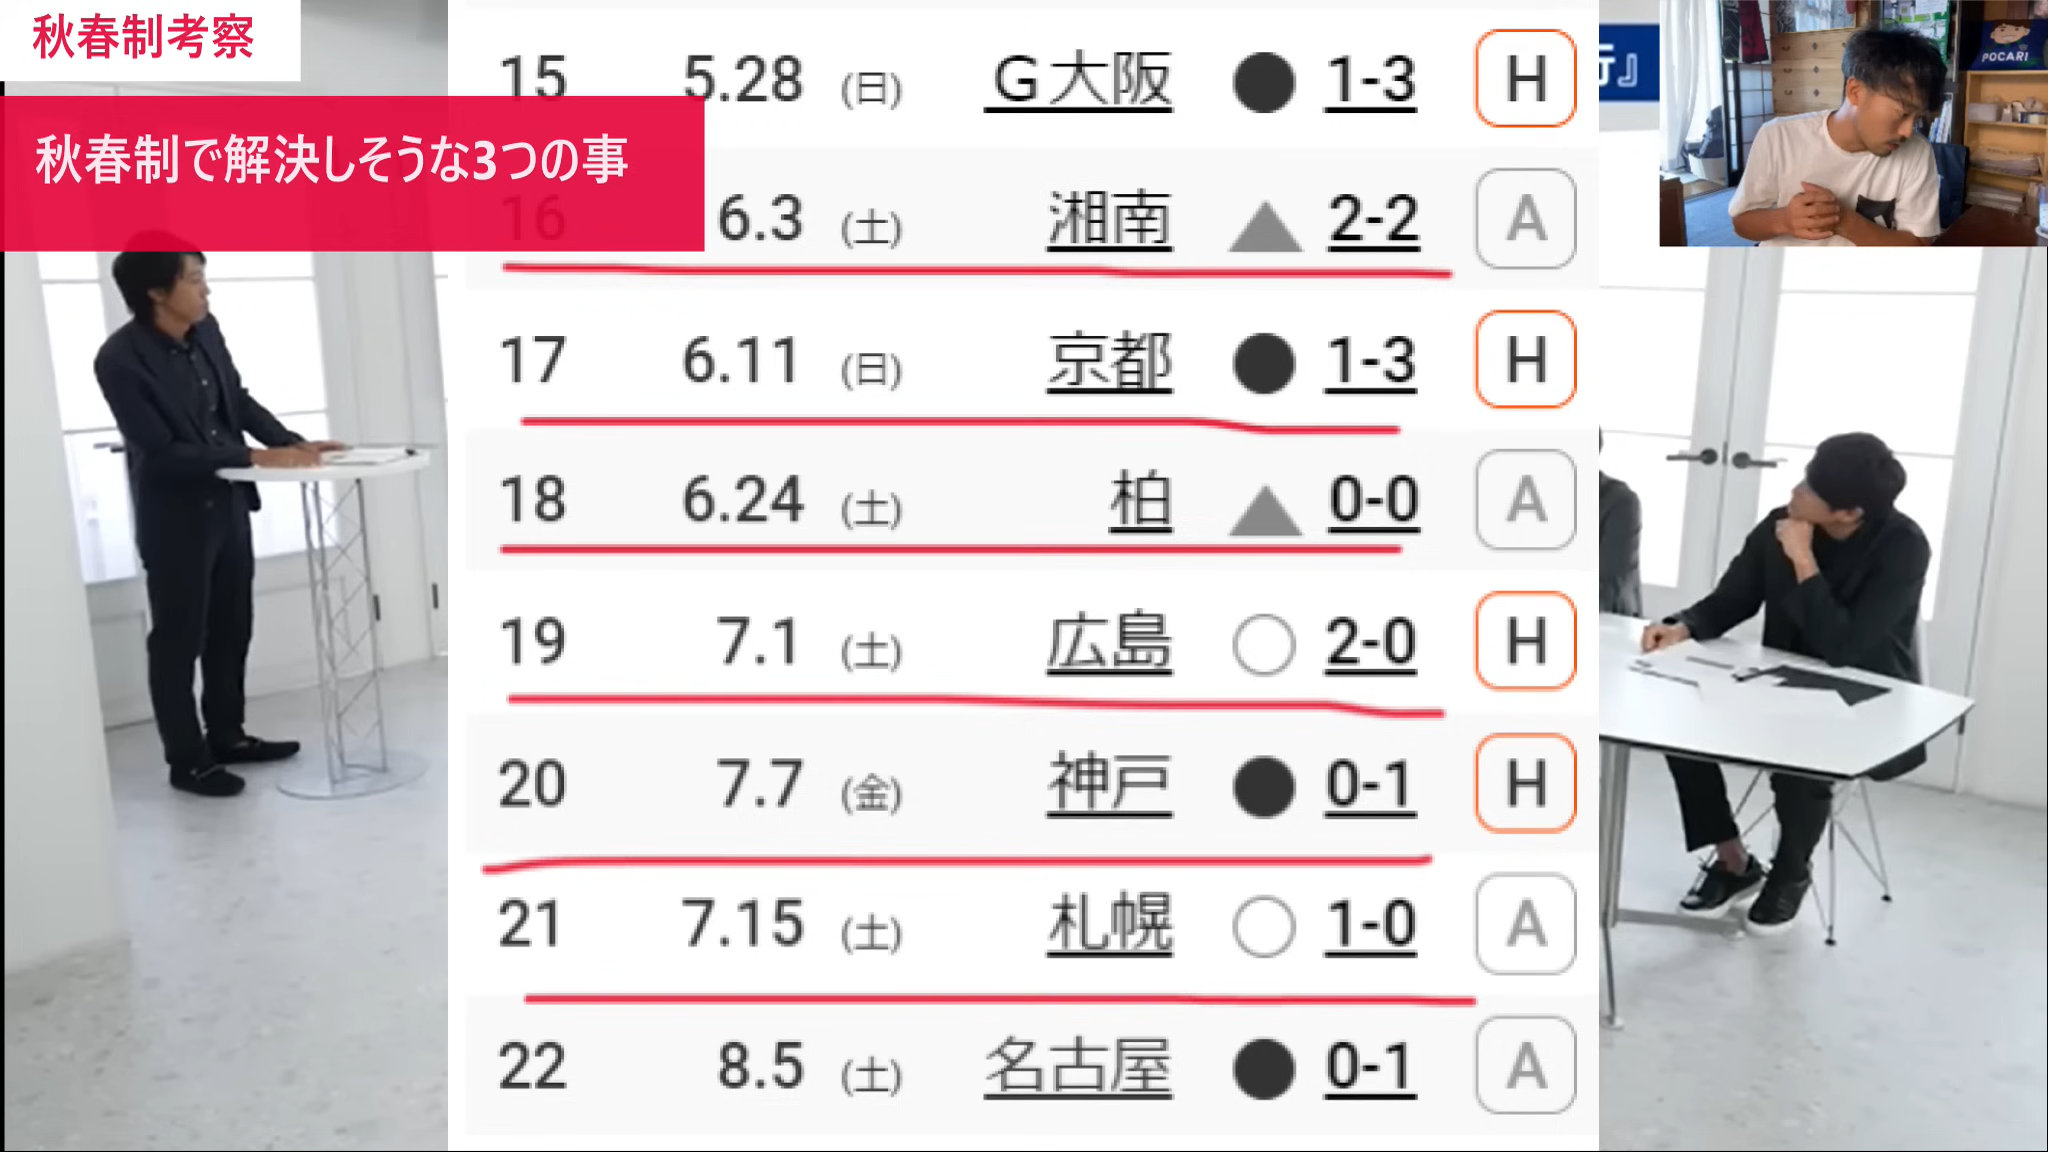 秋春制考察
秋春制で解決しそうな3つの事
15 5.28 (日) G大阪 ● 1-3 H
16 6.3 (土) 湘南 ▲ 2-2 A
17 6.11 (日) 京都 ● 1-3 H
18 6.24 (土) 柏 ▲ 0-0 A
19 7.1 (土) 広島 ○ 2-0 H
20 7.7 (金) 神戸 ● 0-1 H
21 7.15 (土) 札幌 ○ 1-0 A
22 8.5 (土) 名古屋 ● 0-1 A
行』
POCARI